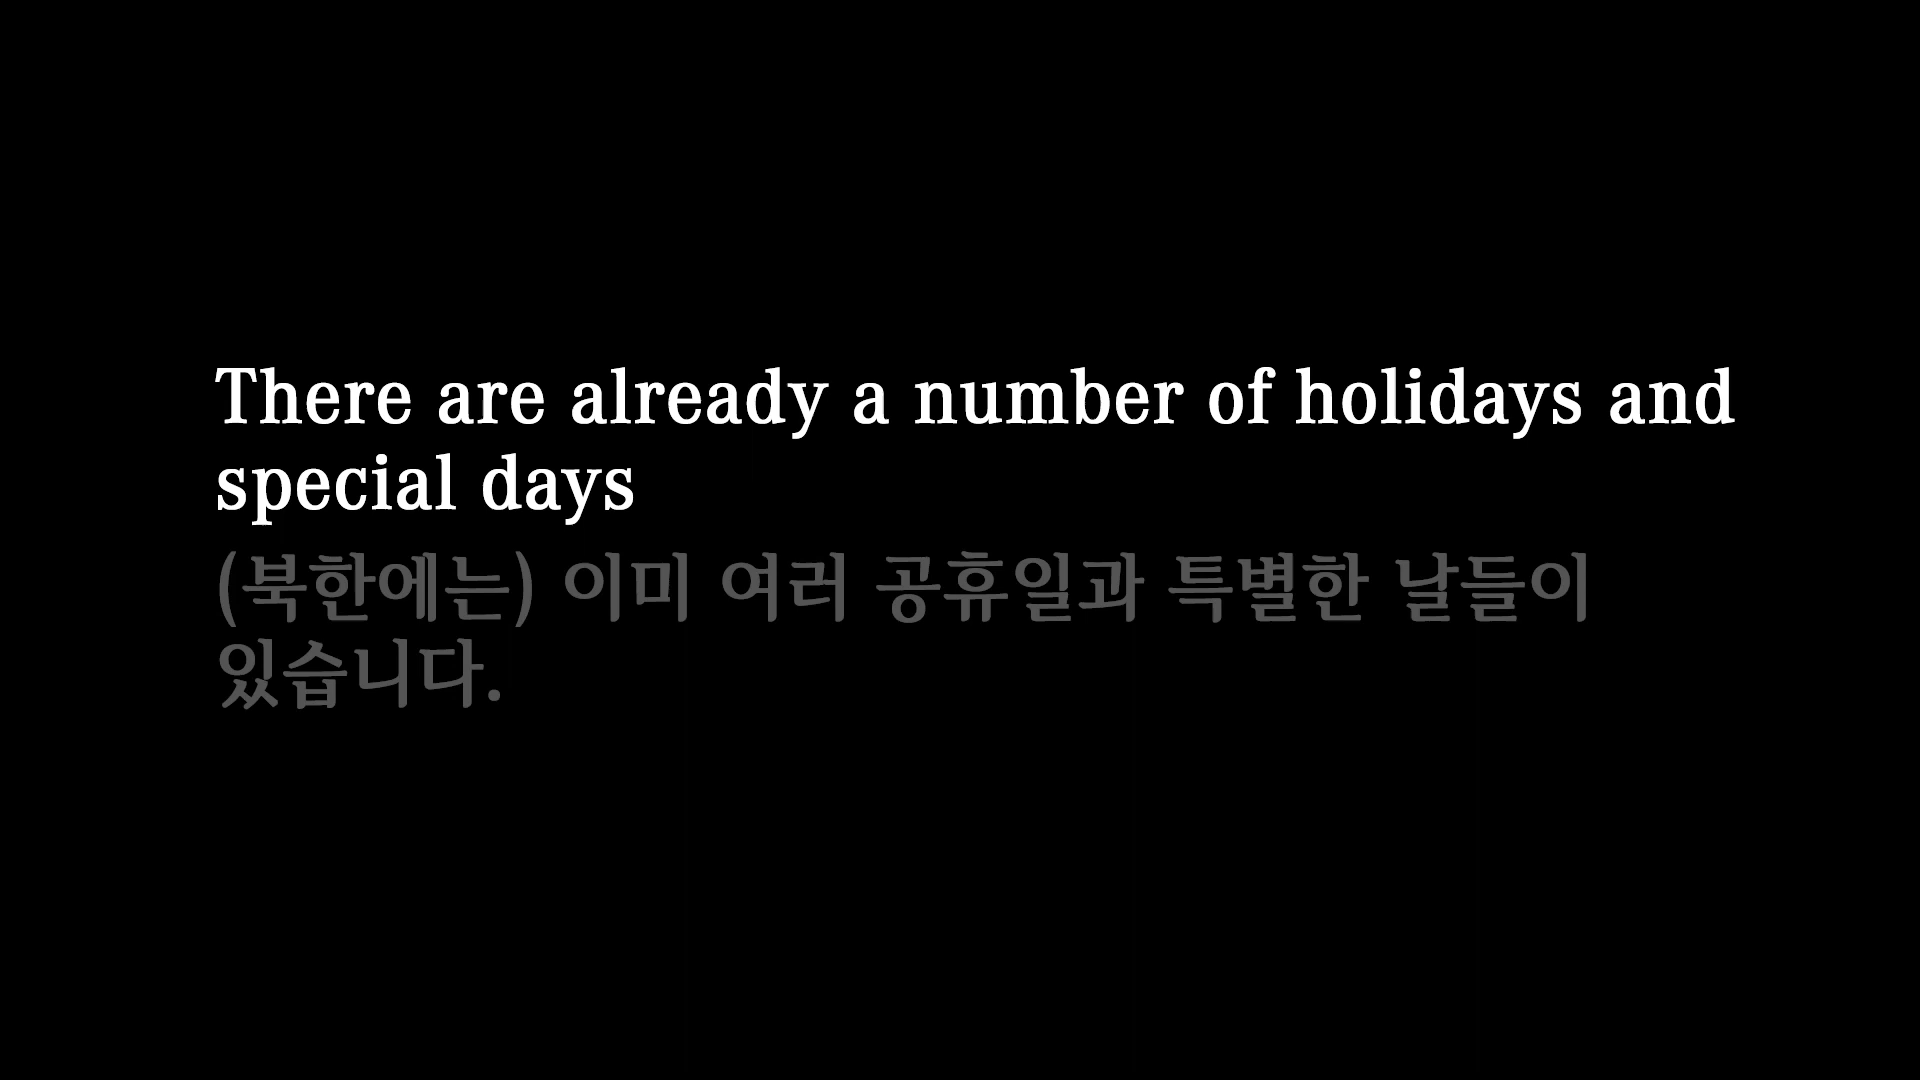 There are already a number of holidays and
special days
(북한에는) 이미 여러 공휴일과 특별한 날들이
있습니다.